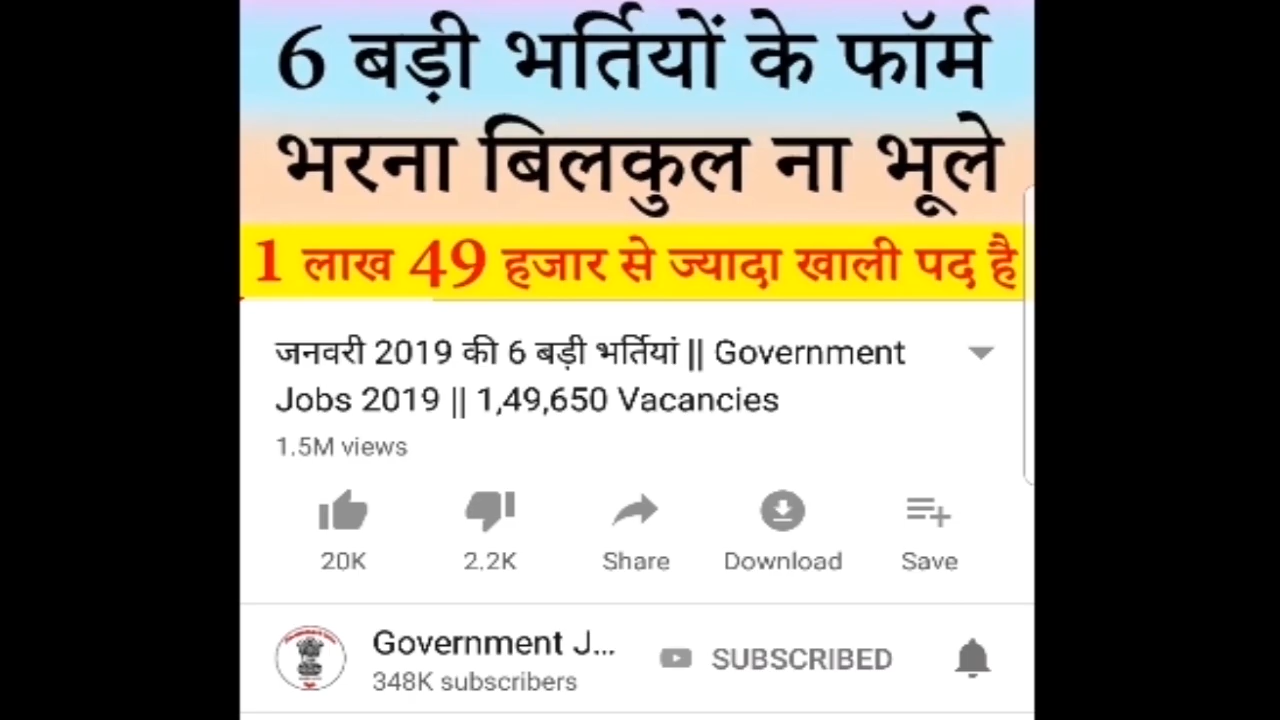 6 बड़ी भर्तियों के फॉर्म
भरना बिलकुल ना भूले
1 लाख 49 हजार से ज्यादा खाली पद है
जनवरी 2019 की 6 बड़ी भर्तियां || Government
Jobs 2019 || 1,49,650 Vacancies
1.5M views
20K 2.2K Share Download Save
Government J... SUBSCRIBED
348K subscribers